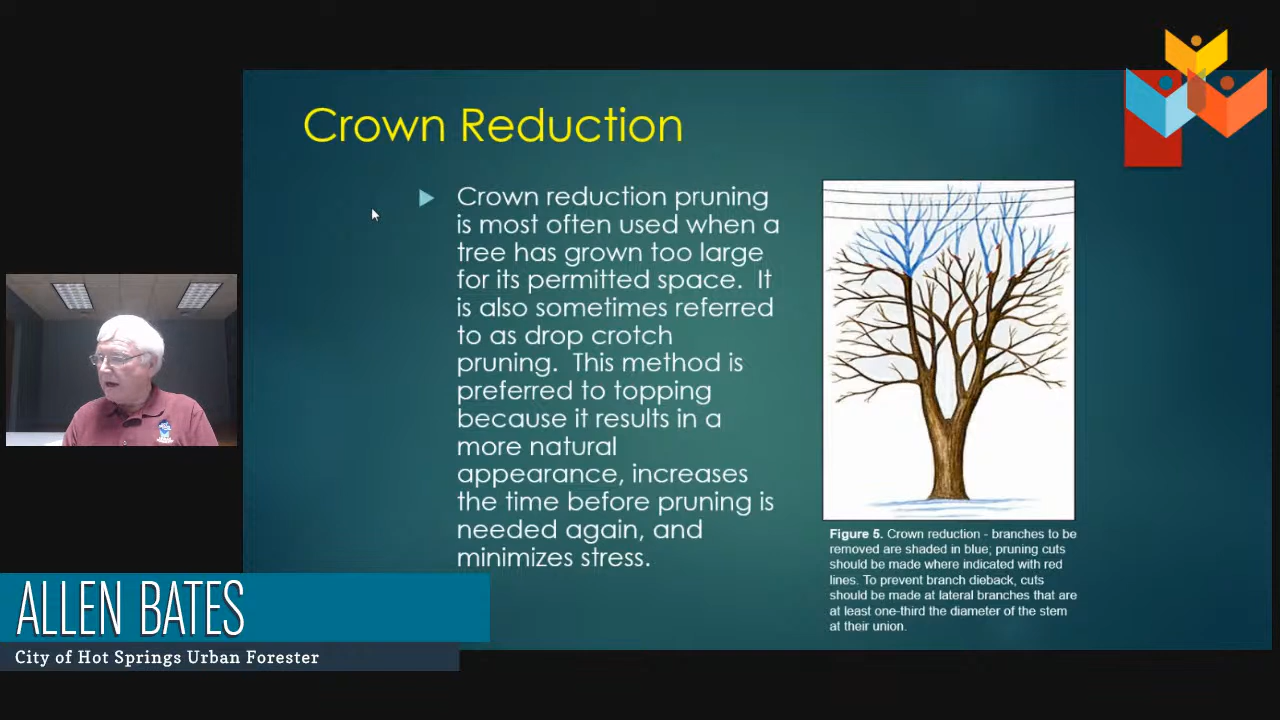 Crown Reduction
Crown reduction pruning
is most often used when a
tree has grown too large
for its permitted space.  It
is also sometimes referred
to as drop crotch
pruning.  This method is
preferred to topping
because it results in a
more natural
appearance, increases
the time before pruning is
needed again, and
minimizes stress.
Figure 5. Crown reduction - branches to be
removed are shaded in blue; pruning cuts
should be made where indicated with red
lines. To prevent branch dieback, cuts
should be made at lateral branches that are
at least one-third the diameter of the stem
at their union.
ALLEN BATES
City of Hot Springs Urban Forester